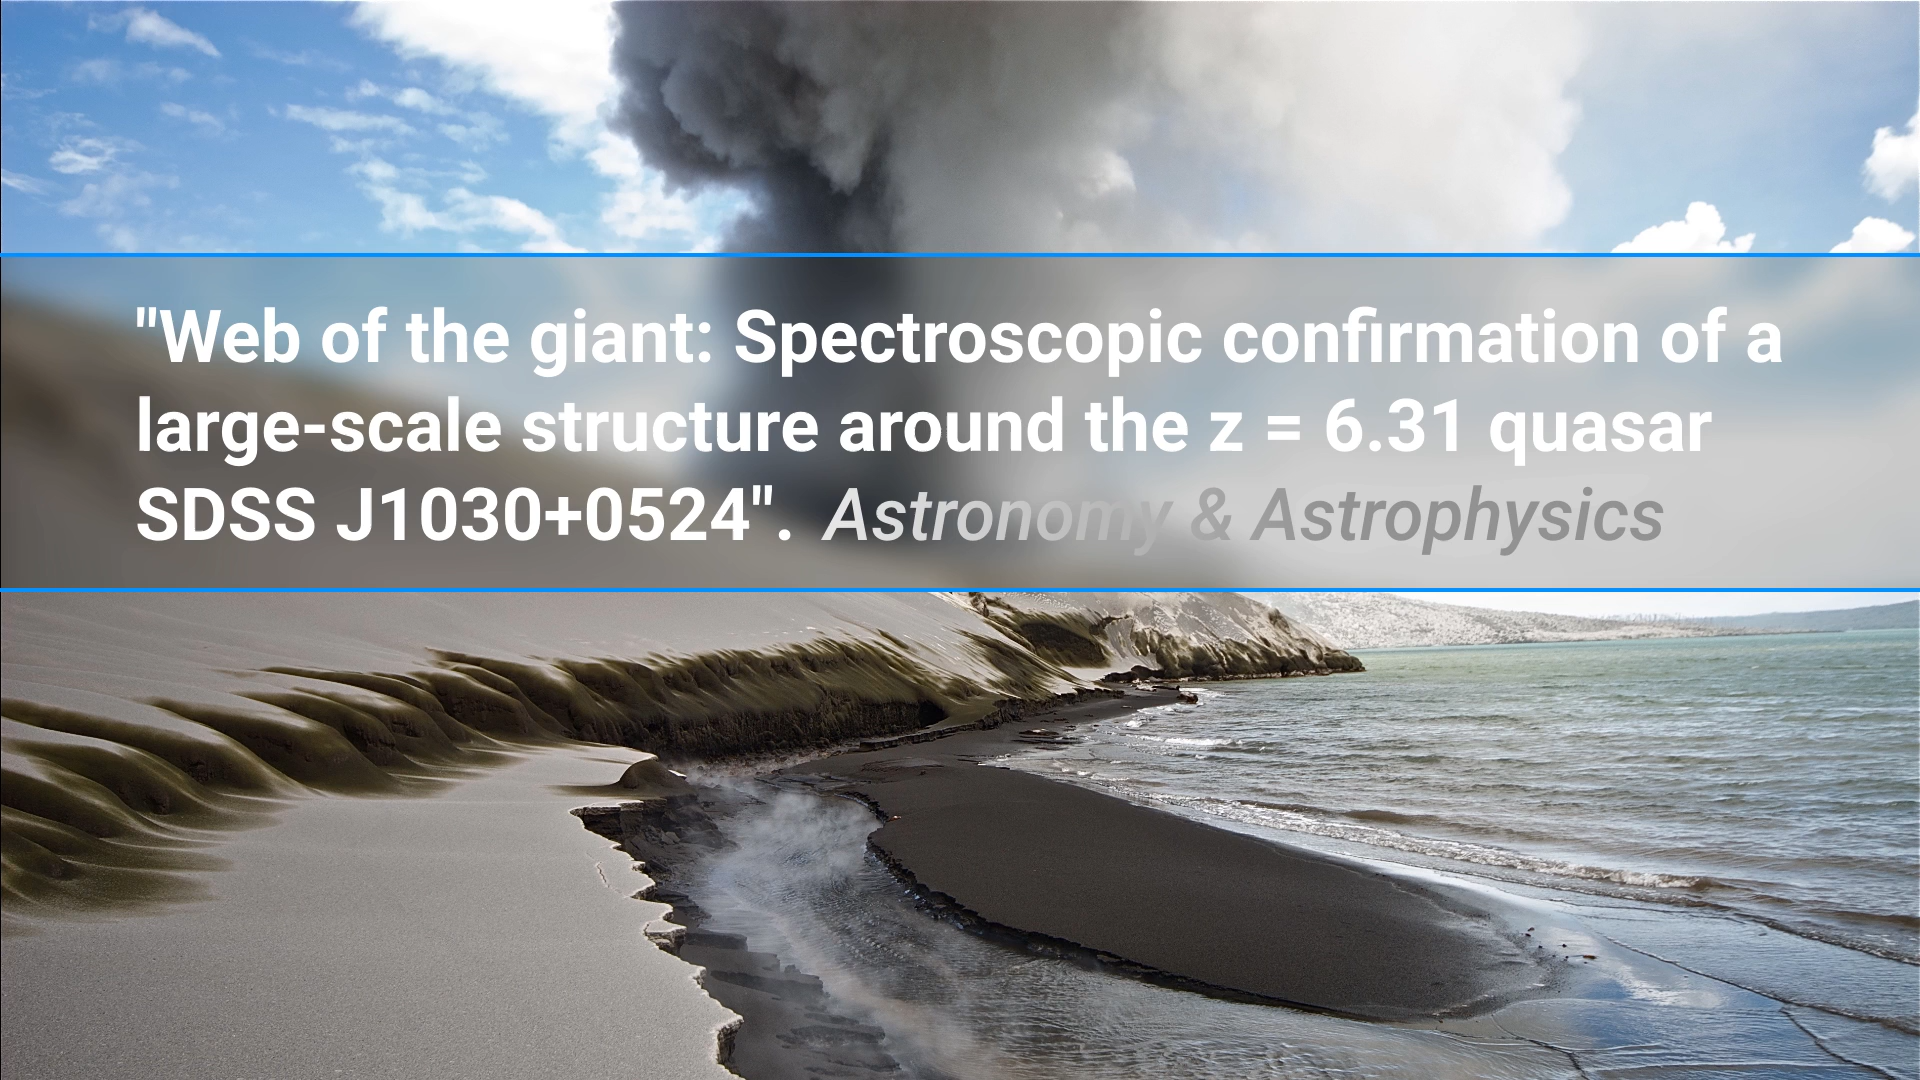 "Web of the giant: Spectroscopic confirmation of a
large-scale structure around the z = 6.31 quasar
SDSS J1030+0524". Astronomy & Astrophysics